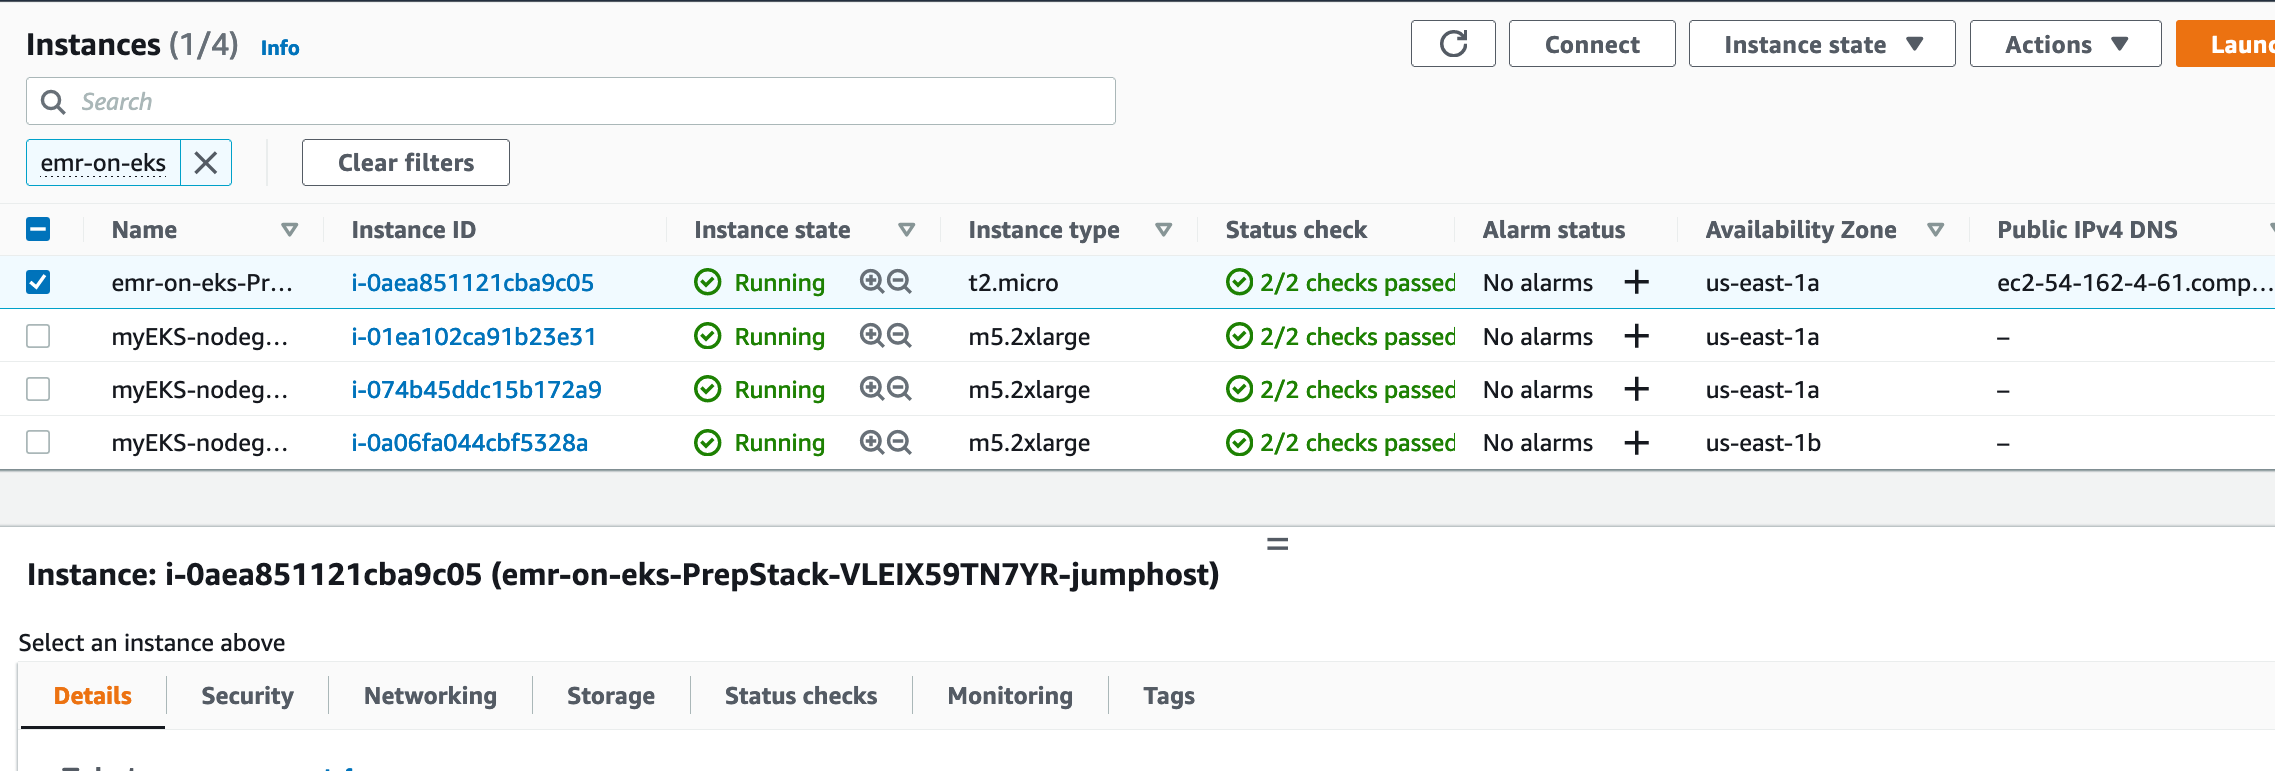 Instances (1/4) Info Connect Instance state Actions
Search
emr-on-eks Clear filters
Name Instance ID Instance state Instance type Status check Alarm status Availability Zone Public IPv4 DNS
emr-on-eks-Pr... i-0aea851121cba9c05 Running t2.micro 2/2 checks passed No alarms + us-east-1a ec2-54-162-4-61.comp...
myEKS-nodeg... i-01ea102ca91b23e31 Running m5.2xlarge 2/2 checks passed No alarms + us-east-1a –
myEKS-nodeg... i-074b45ddc15b172a9 Running m5.2xlarge 2/2 checks passed No alarms + us-east-1a –
myEKS-nodeg... i-0a06fa044cbf5328a Running m5.2xlarge 2/2 checks passed No alarms + us-east-1b –
Instance: i-0aea851121cba9c05 (emr-on-eks-PrepStack-VLEIX59TN7YR-jumphost)
Select an instance above
Details Security Networking Storage Status checks Monitoring Tags